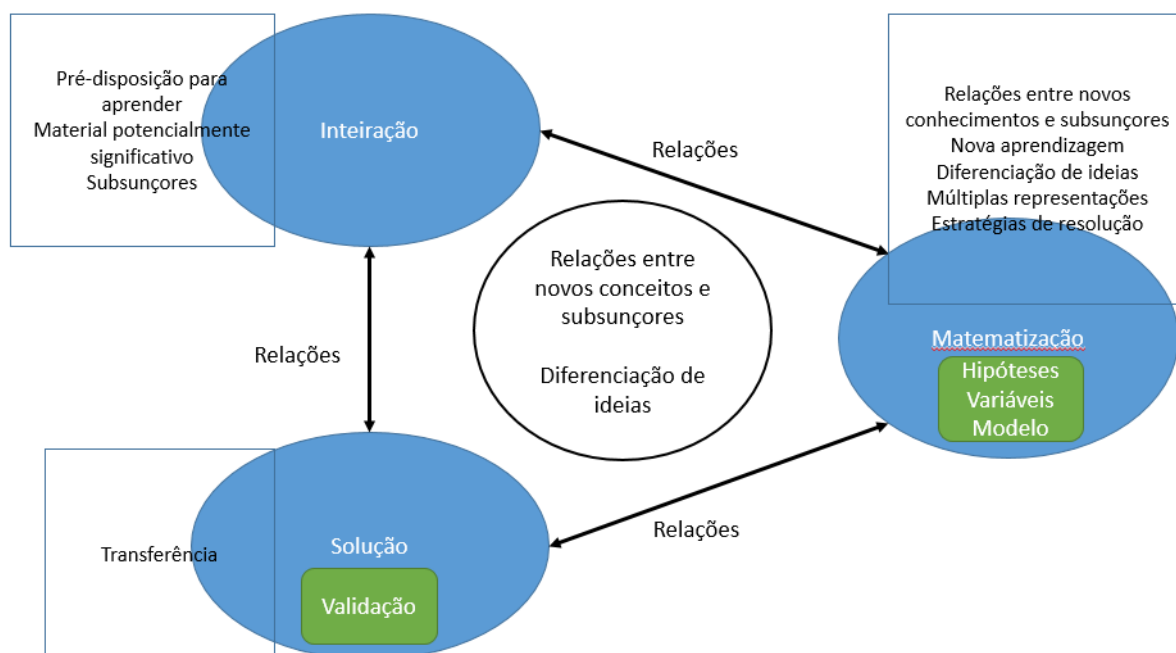 Pré-disposição para
aprender
Material potencialmente
significativo
Subsunçores
Inteiração
Relações
Relações entre novos
conhecimentos e subsunçores
Nova aprendizagem
Diferenciação de ideias
Múltiplas representações
Estratégias de resolução
Relações entre
novos conceitos e
subsunçores
Diferenciação de
ideias
Relações
Matematização
Hipóteses
Variáveis
Modelo
Relações
Transferência
Solução
Validação